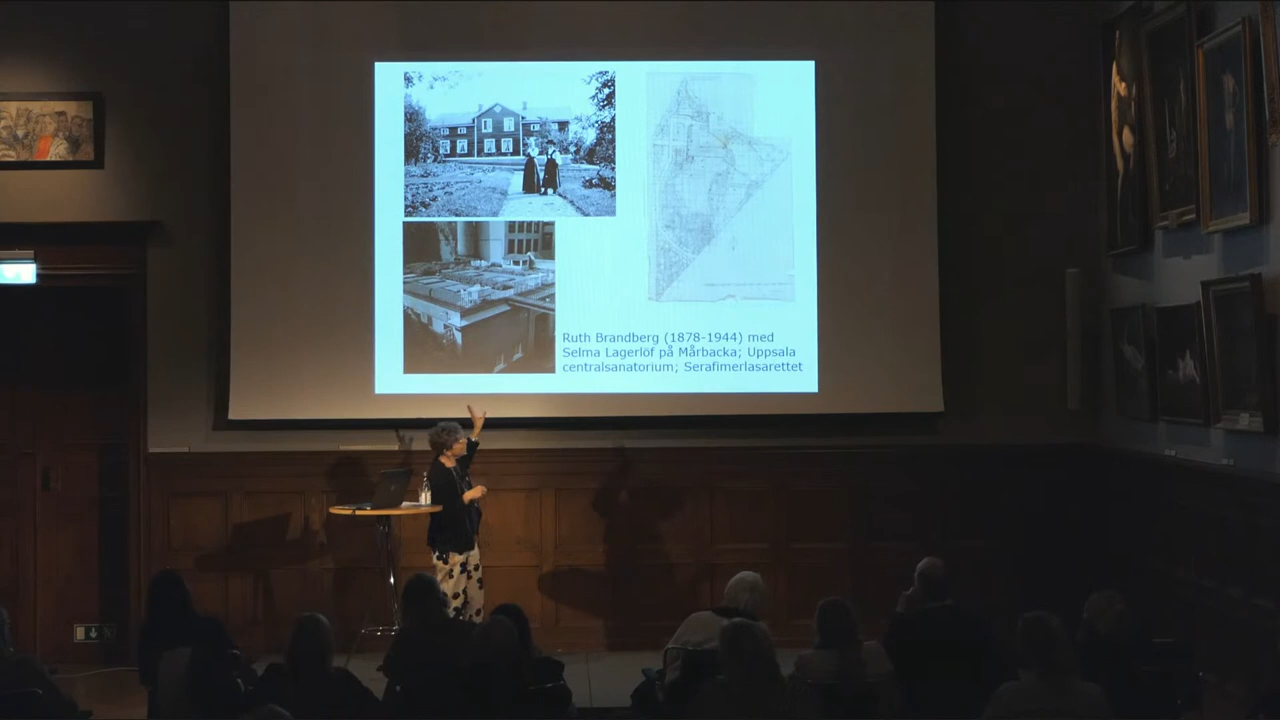 Ruth Brandberg (1878-1944) med
Selma Lagerlöf på Mårbacka; Uppsala
centralsanatorium; Serafimerlasarettet